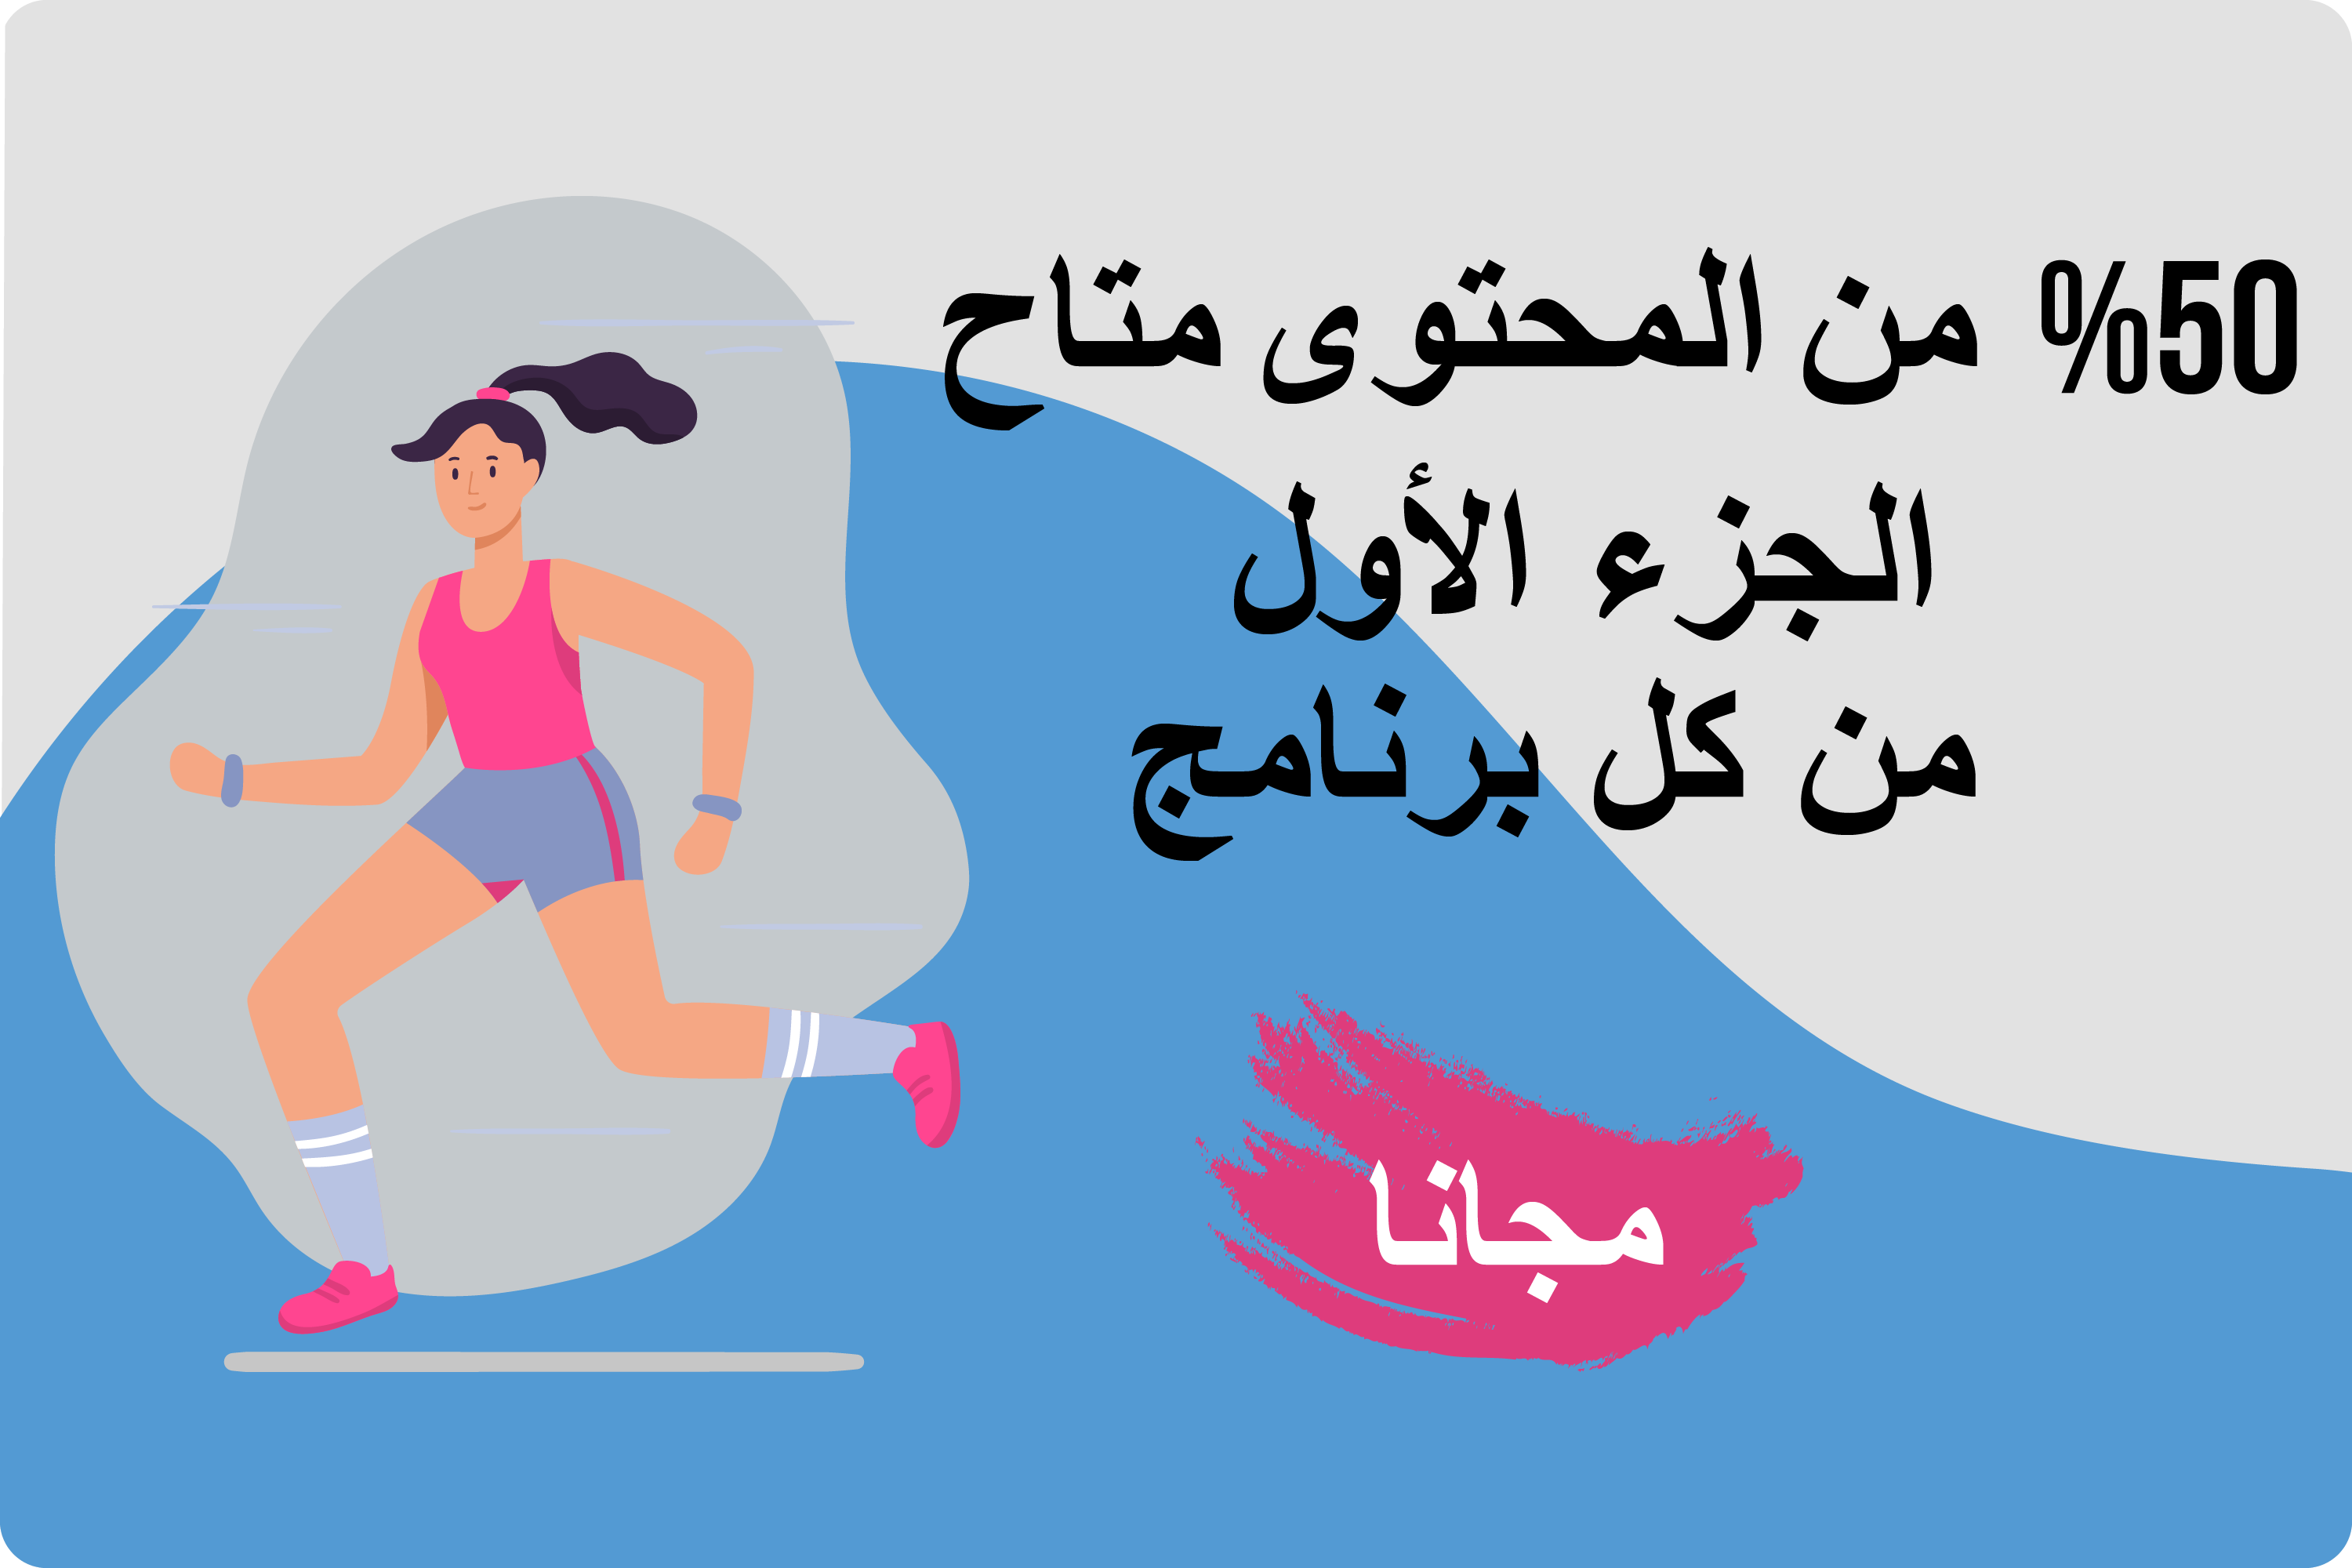 50% من المحتوى متاح
الجزء الأول
من كل برنامج
مجانا